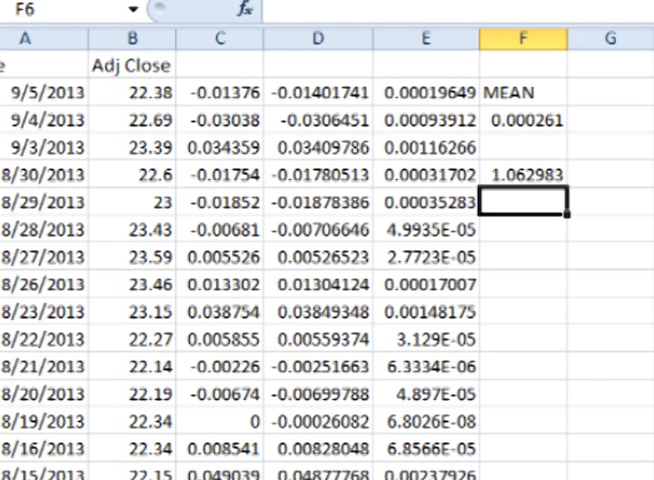 F6 fx
A B C D E F G
e Adj Close
9/5/2013 22.38 -0.01376 -0.01401741 0.00019649 MEAN
9/4/2013 22.69 -0.03038 -0.0306451 0.00093912 0.000261
9/3/2013 23.39 0.034359 0.03409786 0.00116266
8/30/2013 22.6 -0.01754 -0.01780513 0.00031702 1.062983
8/29/2013 23 -0.01852 -0.01878386 0.00035283
8/28/2013 23.43 -0.00681 -0.00706646 4.9935E-05
8/27/2013 23.59 0.005526 0.00526523 2.7723E-05
8/26/2013 23.46 0.013302 0.01304124 0.00017007
8/23/2013 23.15 0.038754 0.03849348 0.00148175
8/22/2013 22.27 0.005855 0.00559374 3.129E-05
8/21/2013 22.14 -0.00226 -0.00251663 6.3334E-06
8/20/2013 22.19 -0.00674 -0.00699788 4.897E-05
8/19/2013 22.34 0 -0.00026082 6.8026E-08
8/16/2013 22.34 0.008541 0.00828048 6.8566E-05
8/15/2013 22.15 0.049039 0.04877768 0.00237926